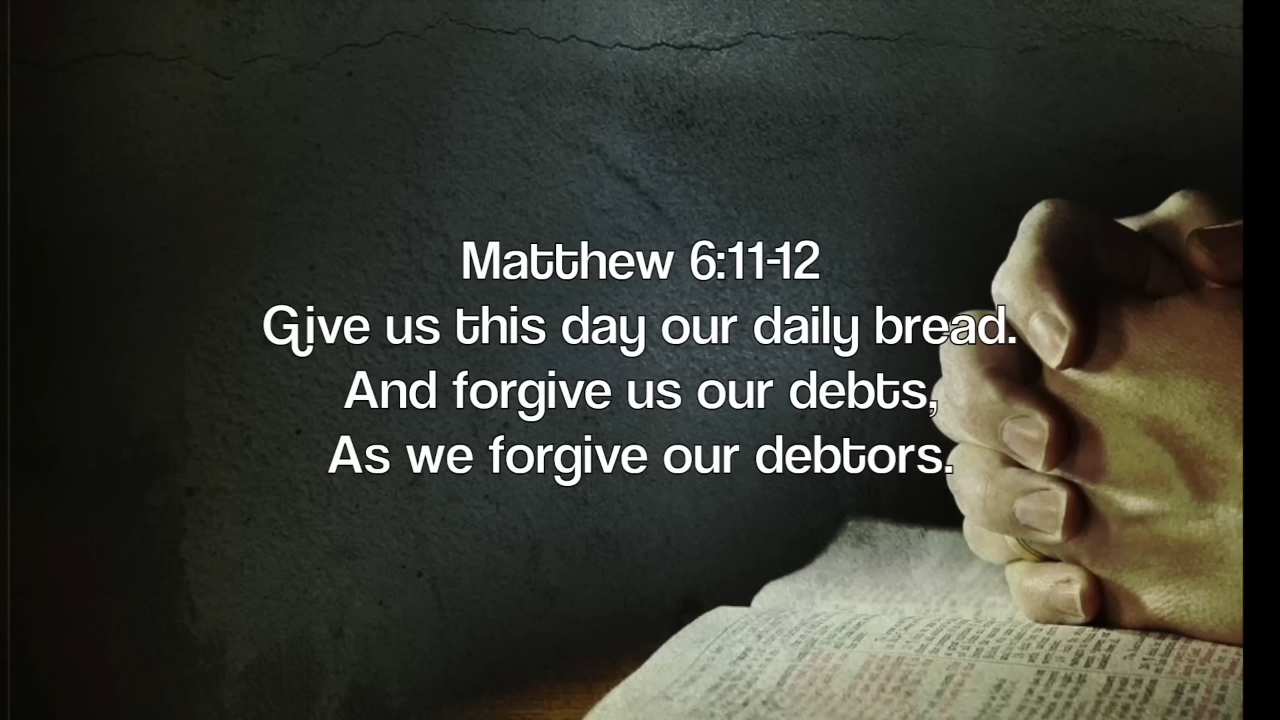 Matthew 6:11-12
Give us this day our daily bread.
And forgive us our debts,
As we forgive our debtors.